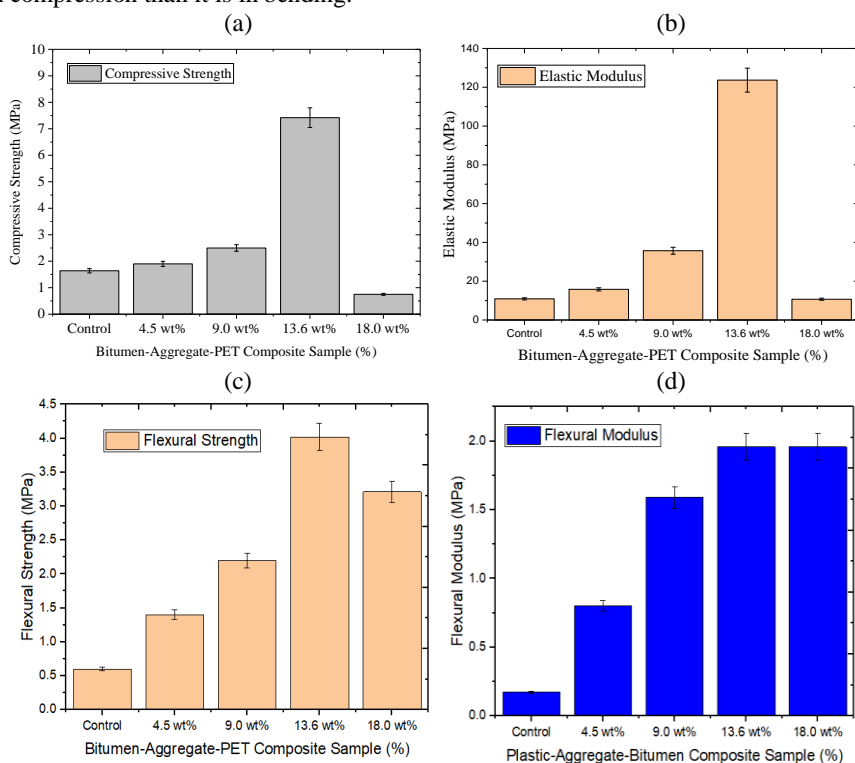 compression than it is in bending.
(a)
10
9
8
7
6
5
4
3
2
1
0
Compressive Strength (MPa)
Compressive Strength
Control 4.5 wt% 9.0 wt% 13.6 wt% 18.0 wt%
Bitumen-Aggregate-PET Composite Sample (%)
(b)
140
120
100
80
60
40
20
0
Elastic Modulus (MPa)
Elastic Modulus
Control 4.5 wt% 9.0 wt% 13.6 wt% 18.0 wt%
Bitumen-Aggregate-PET Composite Sample (%)
(c)
4.5
4.0
3.5
3.0
2.5
2.0
1.5
1.0
0.5
0.0
Flexural Strength (MPa)
Flexural Strength
Control 4.5 wt% 9.0 wt% 13.6 wt% 18.0 wt%
Bitumen-Aggregate-PET Composite Sample (%)
(d)
2.0
1.5
1.0
0.5
0.0
Flexural Modulus (MPa)
Flexural Modulus
Control 4.5 wt% 9.0 wt% 13.6 wt% 18.0 wt%
Plastic-Aggregate-Bitumen Composite Sample (%)